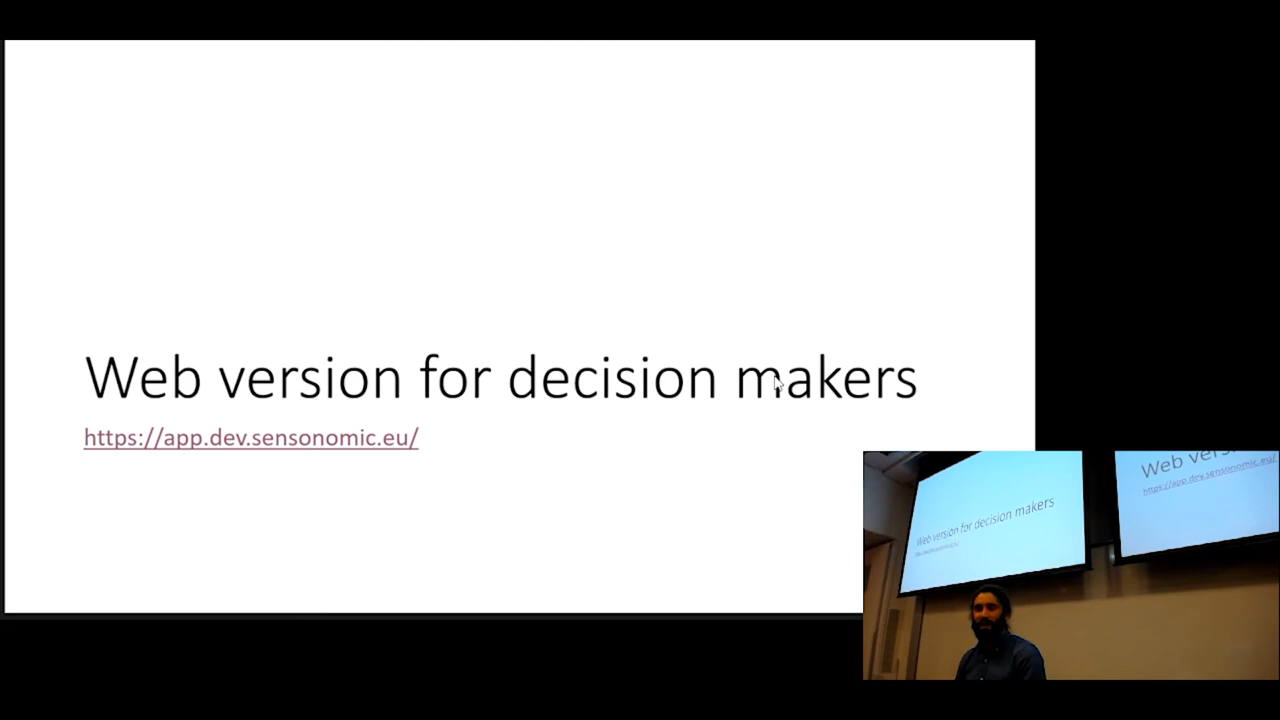 Web version for decision makers
https://app.dev.sensonomic.eu/
Web version for decision makers
Web vers
https://app.dev.sensonomic.eu/